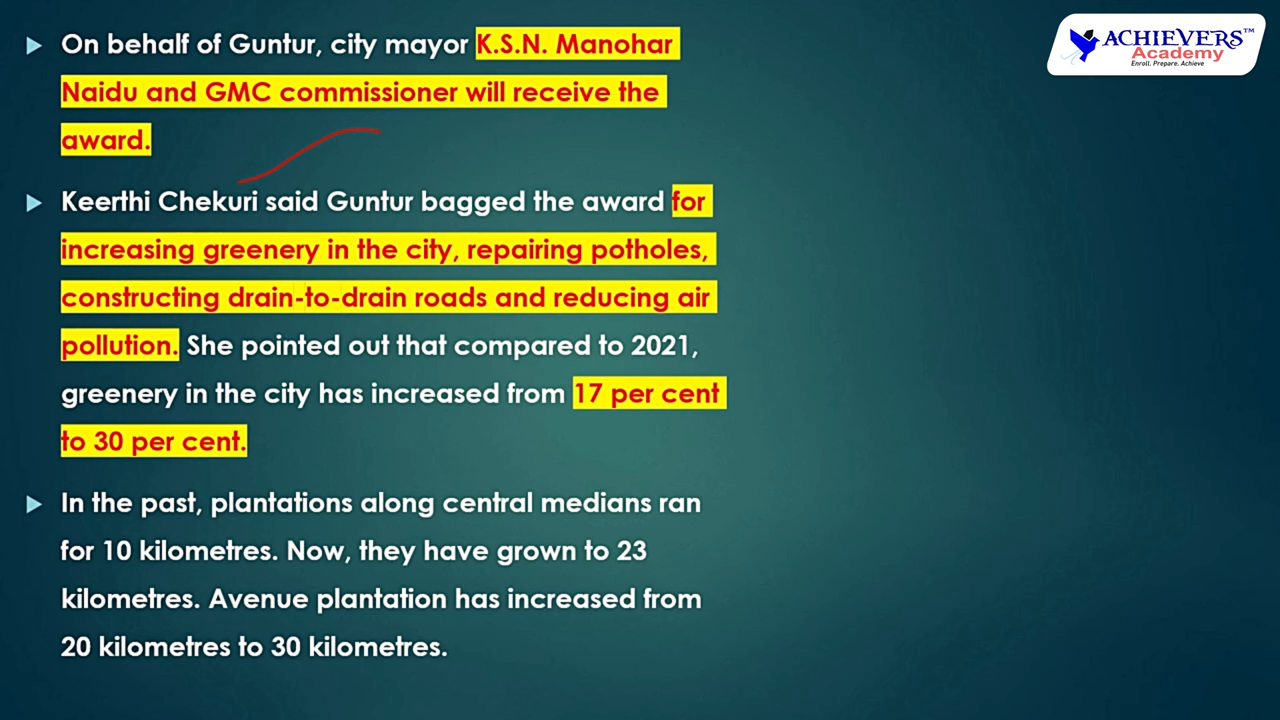 On behalf of Guntur, city mayor K.S.N. Manohar
Naidu and GMC commissioner will receive the
award.
Keerthi Chekuri said Guntur bagged the award for
increasing greenery in the city, repairing potholes,
constructing drain-to-drain roads and reducing air
pollution. She pointed out that compared to 2021,
greenery in the city has increased from 17 per cent
to 30 per cent.
In the past, plantations along central medians ran
for 10 kilometres. Now, they have grown to 23
kilometres. Avenue plantation has increased from
20 kilometres to 30 kilometres.
ACHIEVERS™
Academy
Enroll. Prepare. Achieve